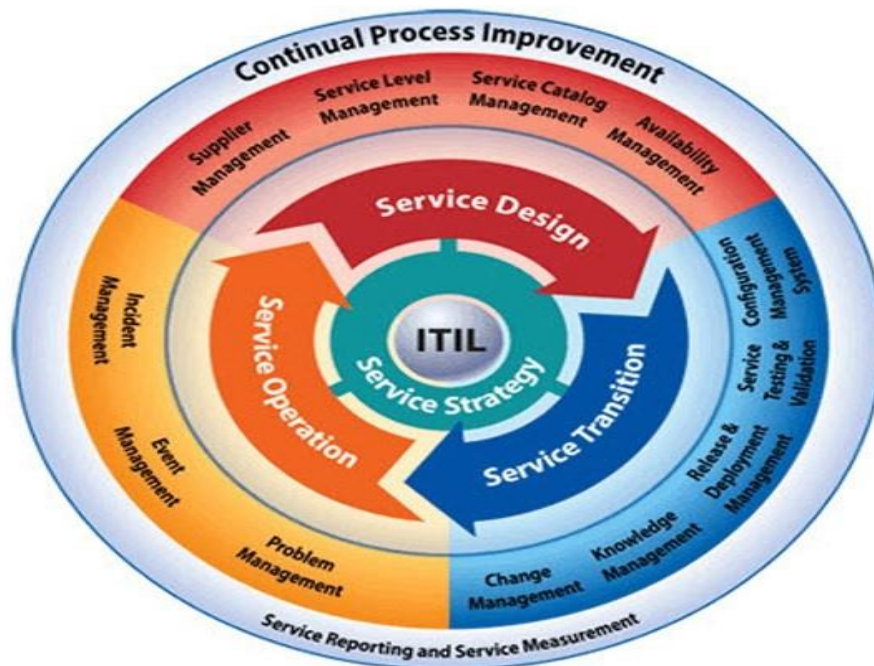 Continual Process Improvement
Supplier
Management
Service Level
Management
Service Catalog
Management
Availability
Management
Service Design
Configuration
Management
System
Service
Testing &
Validation
Release &
Deployment
Management
Knowledge
Management
Change
Management
Service Transition
Problem
Management
Event
Management
Incident
Management
Service Operation
ITIL
Service Strategy
Service Reporting and Service Measurement